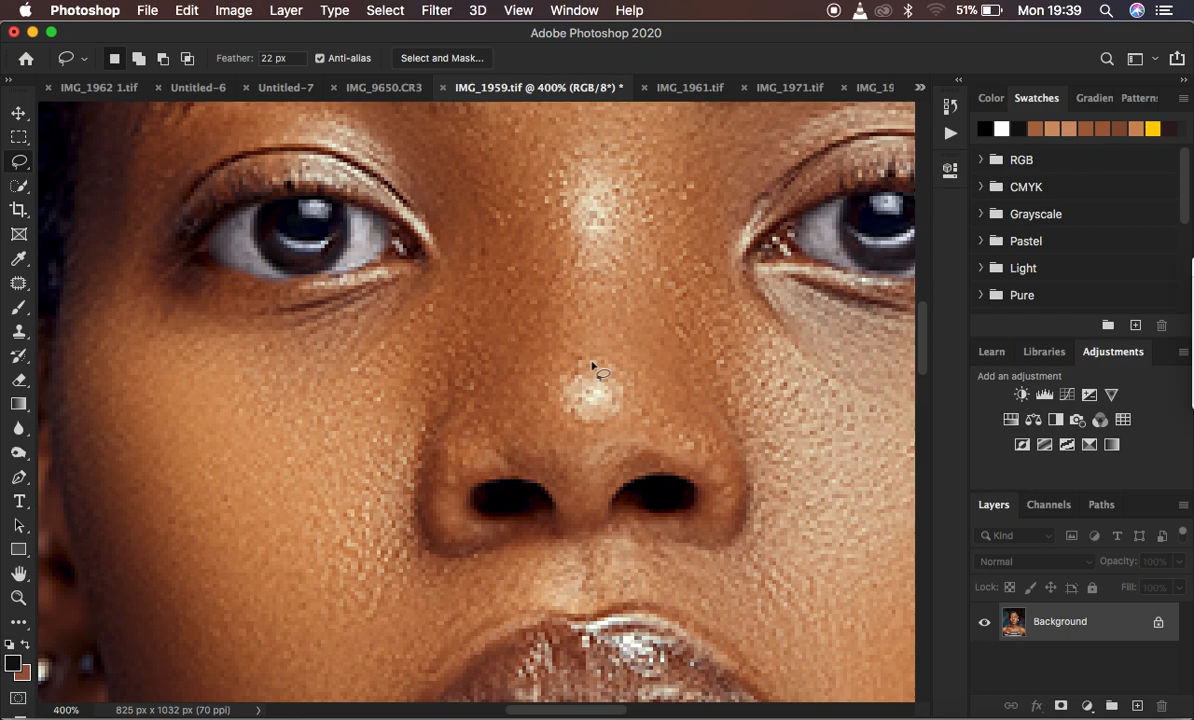 Photoshop File Edit Image Layer Type Select Filter 3D View Window Help 51% Mon 19:39
Adobe Photoshop 2020
Feather: 22 px Anti-alias Select and Mask...
IMG_1962 1.tif Untitled-6 Untitled-7 IMG_9650.CR3 IMG_1959.tif @ 400% (RGB/8*) * IMG_1961.tif IMG_1971.tif IMG_19
Color Swatches Gradien Patterns
RGB
CMYK
Grayscale
Pastel
Light
Pure
Learn Libraries Adjustments
Add an adjustment
Layers Channels Paths
Kind
Normal Opacity: 100%
Lock: Fill: 100%
Background
400% 825 px x 1032 px (70 ppi)